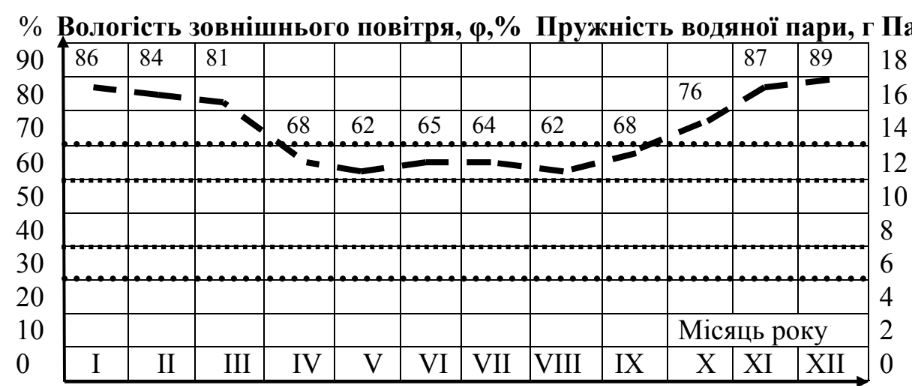 % Вологість зовнішнього повітря, φ,% Пружність водяної пари, г Па
90 86 84 81 87 89 18
80 76 16
70 68 62 65 64 62 68 14
60 12
50 10
40 8
30 6
20 4
10 Місяць року 2
0 I II III IV V VI VII VIII IX X XI XII 0